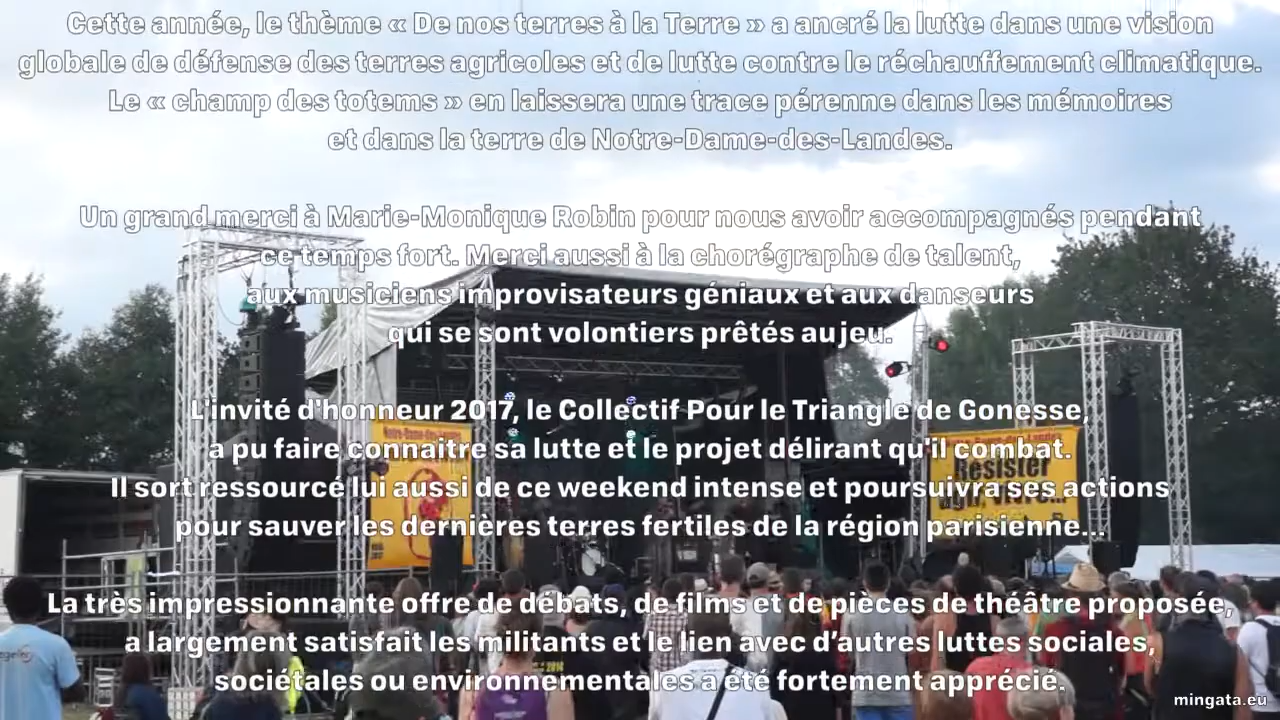 Cette année, le thème « De nos terres à la Terre » a ancré la lutte dans une vision
globale de défense des terres agricoles et de lutte contre le réchauffement climatique.
Le « champ des totems » en laissera une trace pérenne dans les mémoires
et dans la terre de Notre-Dame-des-Landes.
Un grand merci à Marie-Monique Robin pour nous avoir accompagnés pendant
ce temps fort. Merci aussi à la chorégraphe de talent,
aux musiciens improvisateurs géniaux et aux danseurs
qui se sont volontiers prêtés au jeu.
L'invité d'honneur 2017, le Collectif Pour le Triangle de Gonesse,
a pu faire connaitre sa lutte et le projet délirant qu'il combat.
Il sort ressourcé lui aussi de ce weekend intense et poursuivra ses actions
pour sauver les dernières terres fertiles de la région parisienne...
La très impressionnante offre de débats, de films et de pièces de théâtre proposée,
a largement satisfait les militants et le lien avec d’autres luttes sociales,
sociétales ou environnementales a été fortement apprécié.
Notre-Dame-des-Landes
Résister
mingata.eu